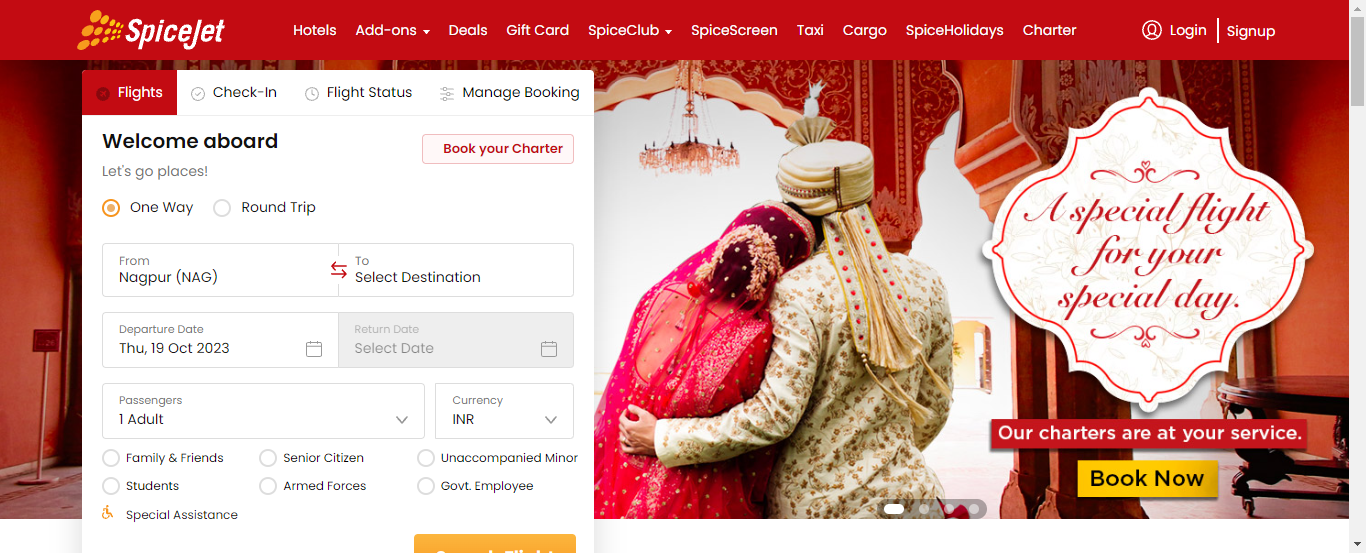 SpiceJet
Hotels Add-ons Deals Gift Card SpiceClub SpiceScreen Taxi Cargo SpiceHolidays Charter Login Signup
Flights Check-In Flight Status Manage Booking
Welcome aboard
Book your Charter
Let's go places!
One Way Round Trip
From
Nagpur (NAG)
To
Select Destination
Departure Date
Thu, 19 Oct 2023
Return Date
Select Date
Passengers
1 Adult
Currency
INR
Family & Friends Senior Citizen Unaccompanied Minor
Students Armed Forces Govt. Employee
Special Assistance
A special flight
for your
special day.
Our charters are at your service.
Book Now